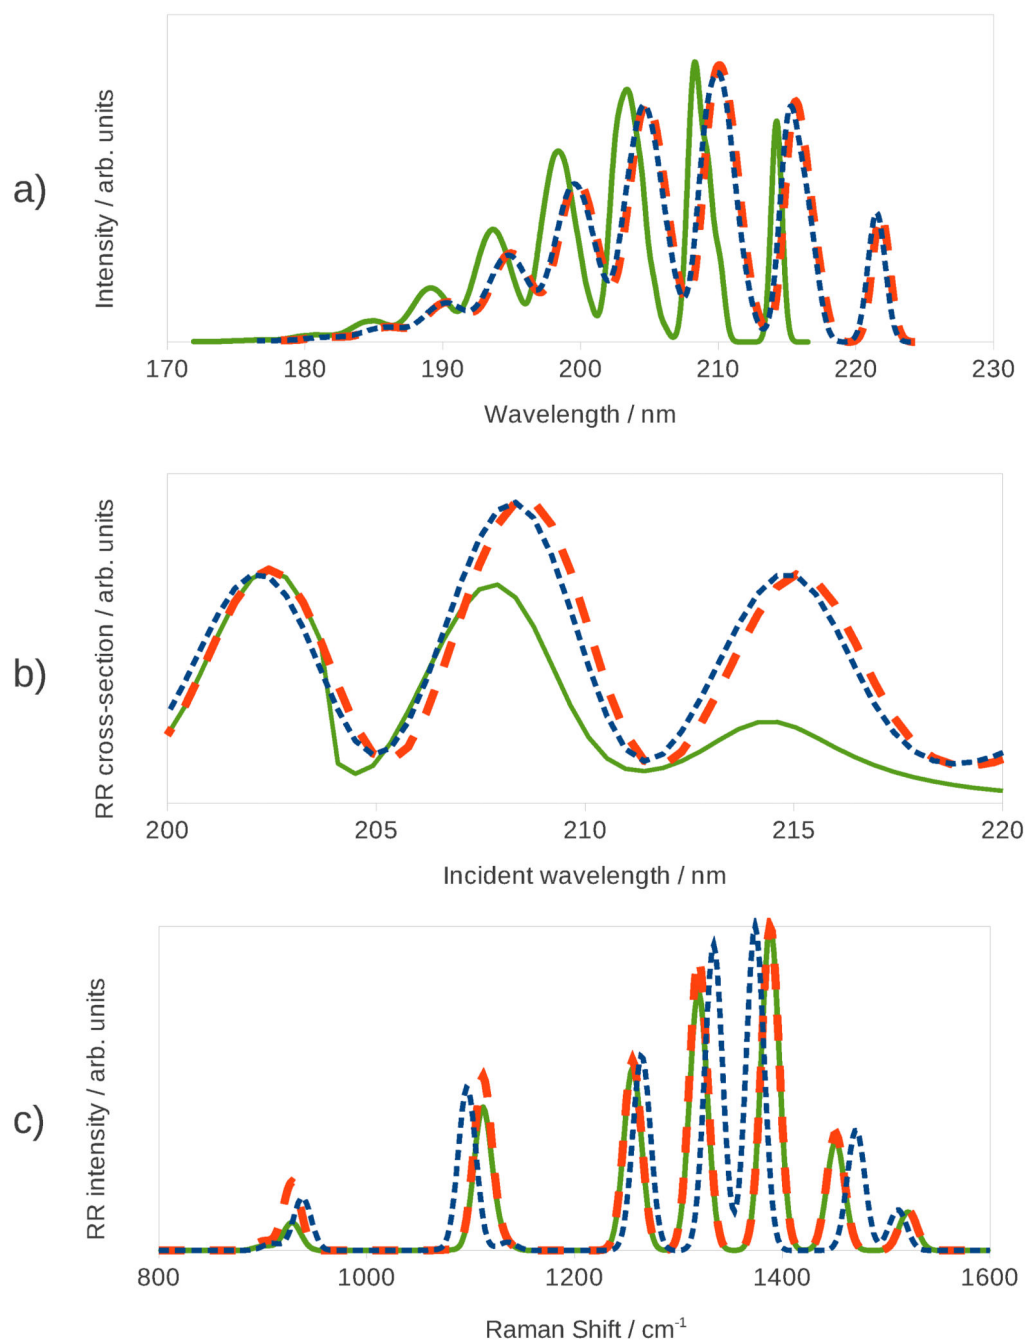 a)
Intensity / arb. units
170 180 190 200 210 220 230
Wavelength / nm
b)
RR cross-section / arb. units
200 205 210 215 220
Incident wavelength / nm
c)
RR intensity / arb. units
800 1000 1200 1400 1600
Raman Shift / cm⁻¹